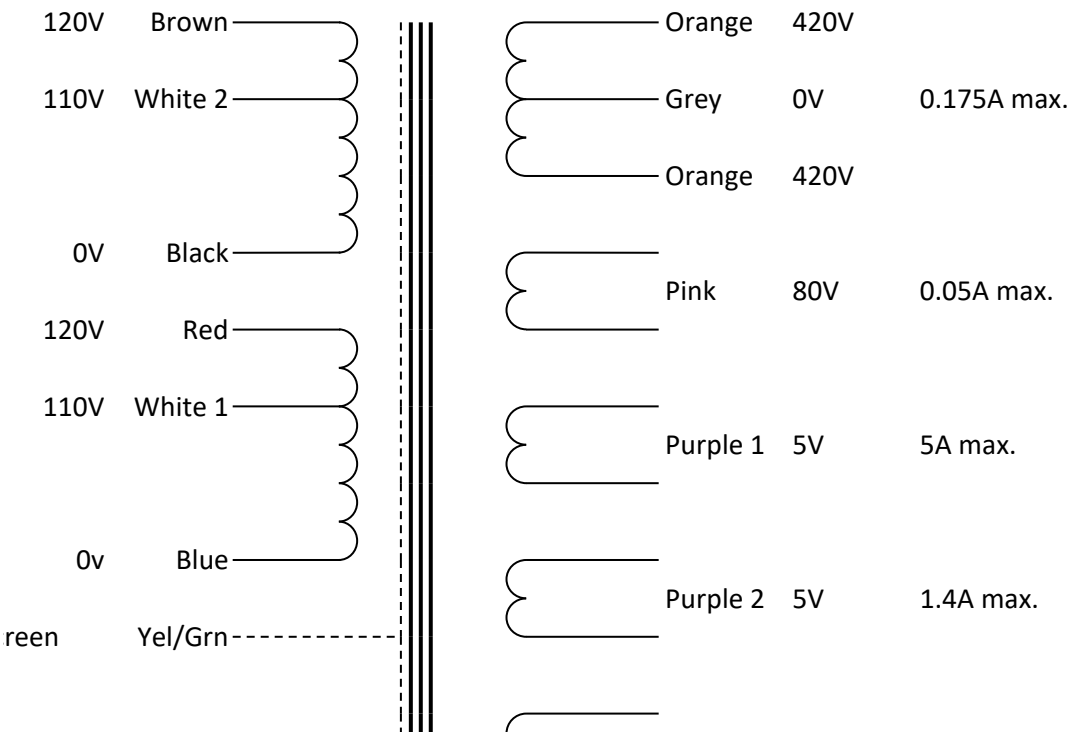 120V Brown Orange 420V
110V White 2 Grey 0V 0.175A max.
Orange 420V
0V Black
Pink 80V 0.05A max.
120V Red
110V White 1
Purple 1 5V 5A max.
0v Blue
Purple 2 5V 1.4A max.
reen Yel/Grn